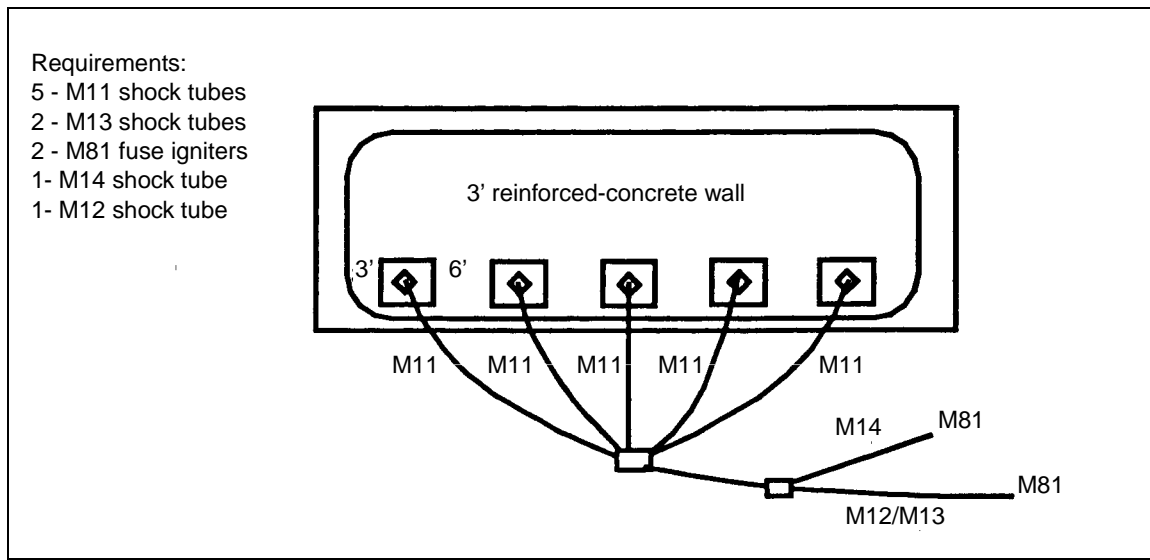 Requirements:
5 - M11 shock tubes
2 - M13 shock tubes
2 - M81 fuse igniters
1- M14 shock tube
1- M12 shock tube
3’ reinforced-concrete wall
3’ 6’
M11 M11 M11 M11 M11
M14 M81
M81
M12/M13